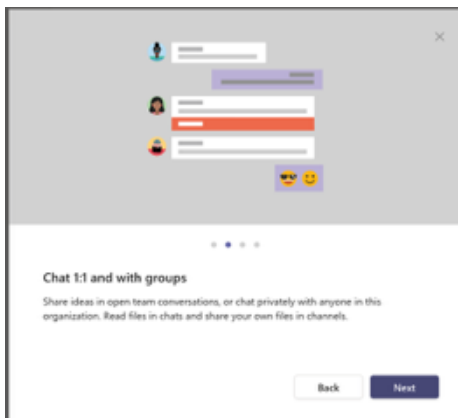 Chat 1:1 and with groups
Share ideas in open team conversations, or chat privately with anyone in this
organization. Read files in chats and share your own files in channels.
Back
Next